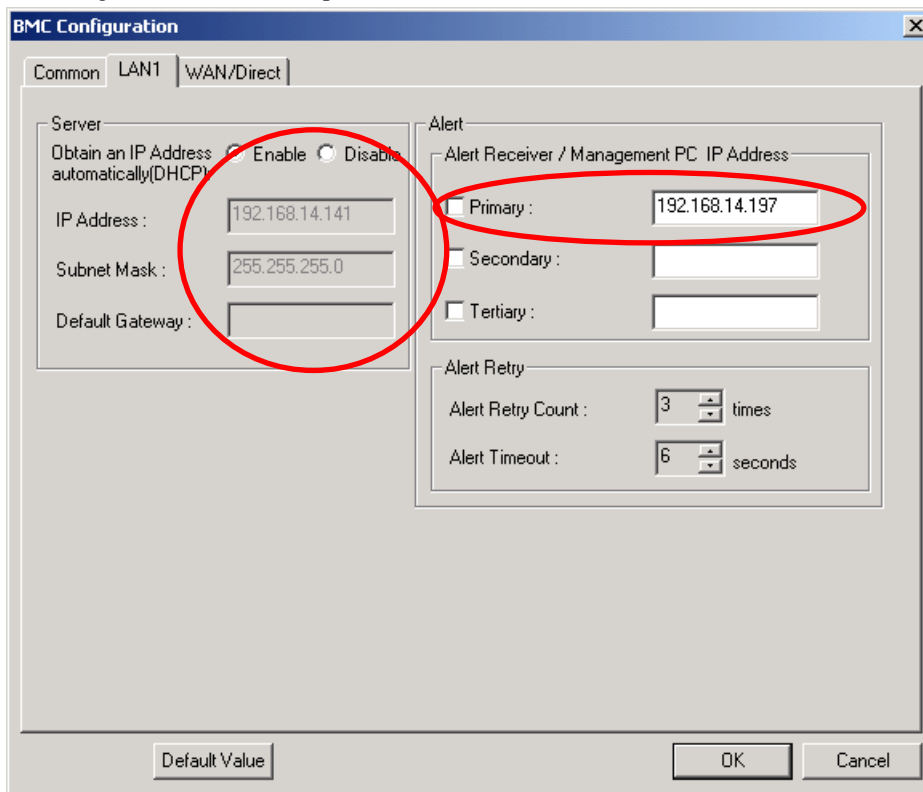 BMC Configuration
Common LAN1 WAN/Direct
Server
Obtain an IP Address automatically(DHCP): Enable Disable
IP Address : 192.168.14.141
Subnet Mask : 255.255.255.0
Default Gateway :
Alert
Alert Receiver / Management PC IP Address
Primary : 192.168.14.197
Secondary :
Tertiary :
Alert Retry
Alert Retry Count : 3 times
Alert Timeout : 6 seconds
Default Value OK Cancel